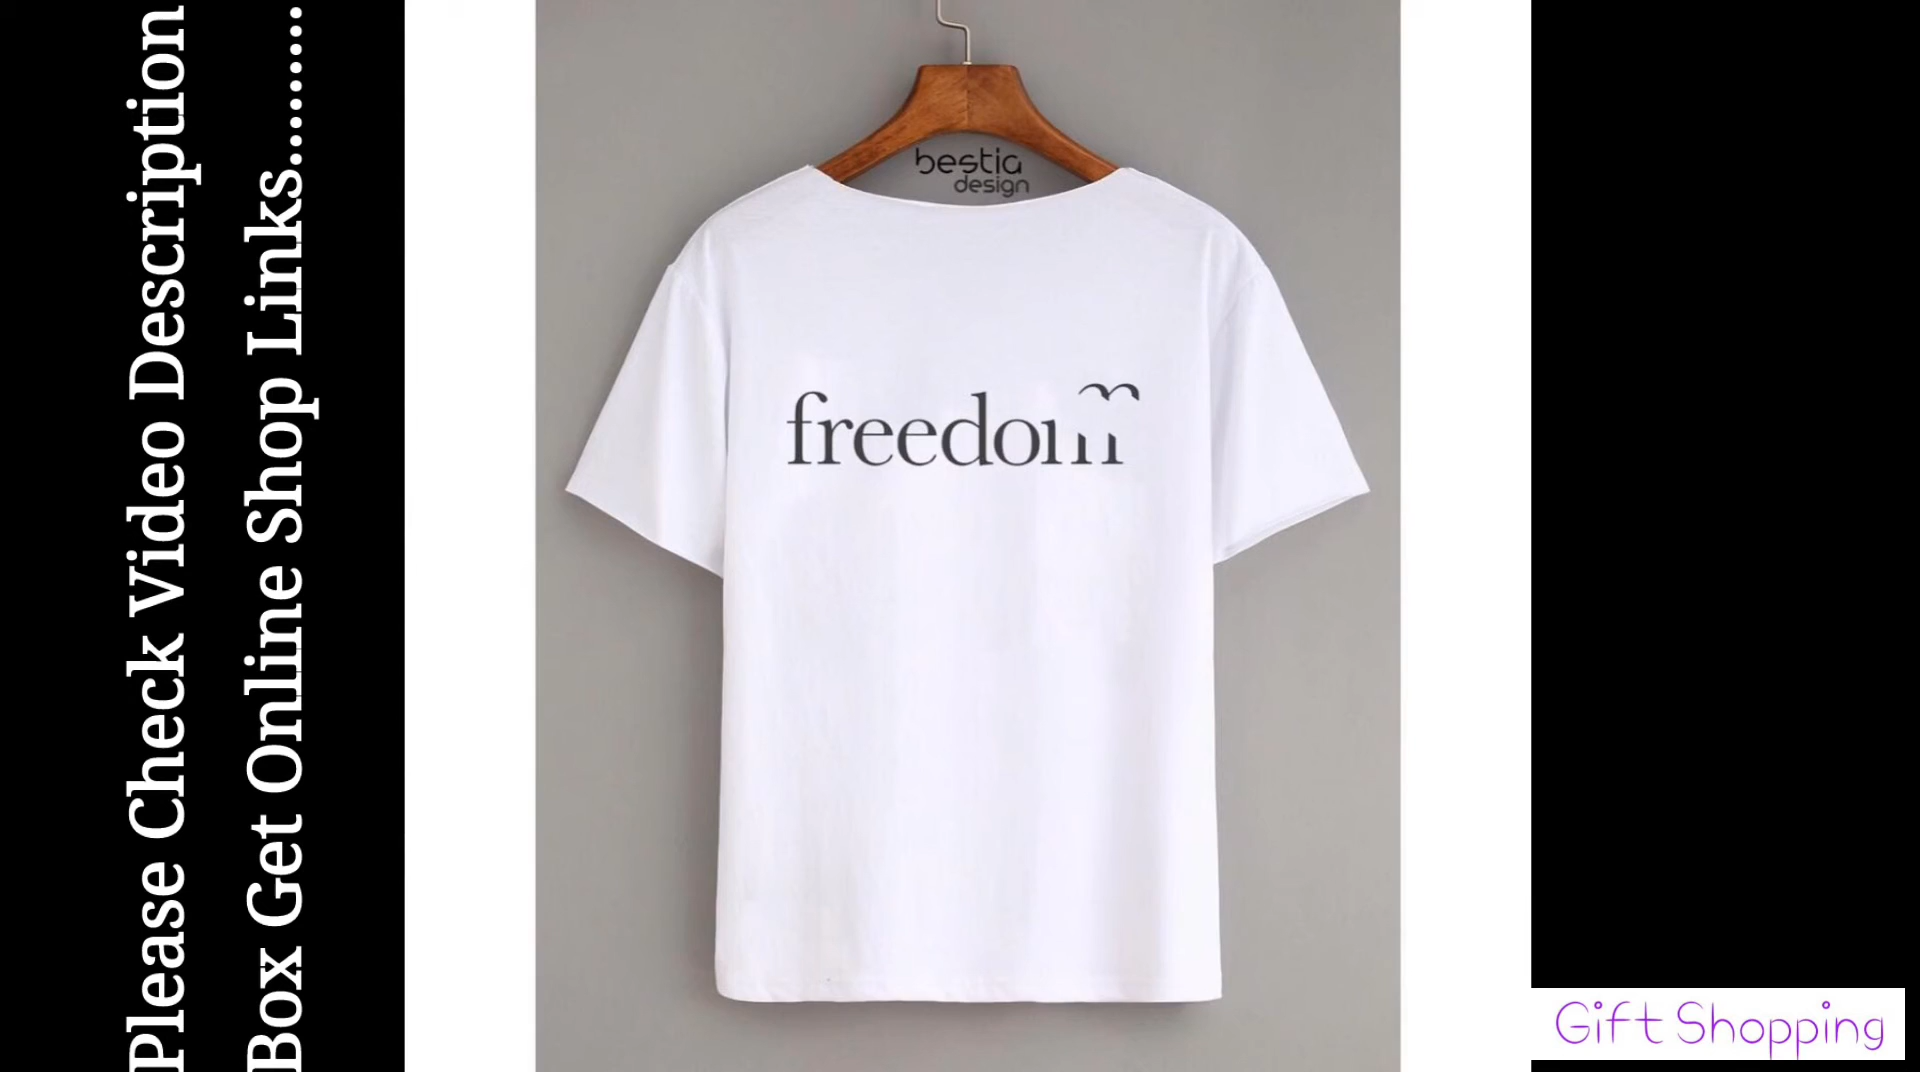 Please Check Video Description
Box Get Online Shop Links..........
bestia
design
freedom
Gift Shopping